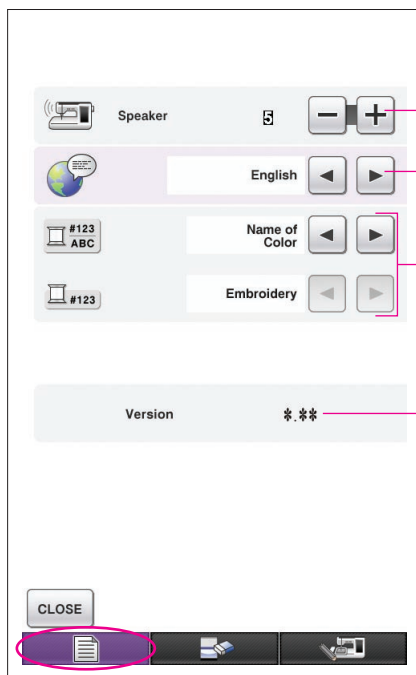 Speaker 5 − +
English
#123
ABC
Name of
Color
#123
Embroidery
Version *.**
CLOSE